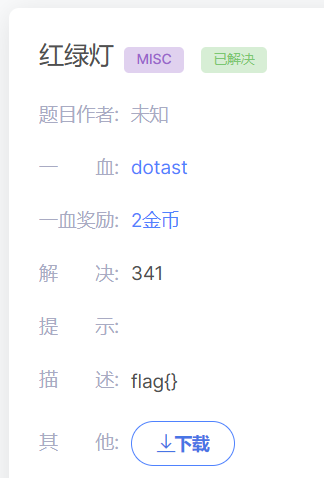 红绿灯 MISC 已解决
题目作者: 未知
一 血: dotast
一血奖励: 2金币
解 决: 341
提 示:
描 述: flag{}
其 他: 下载